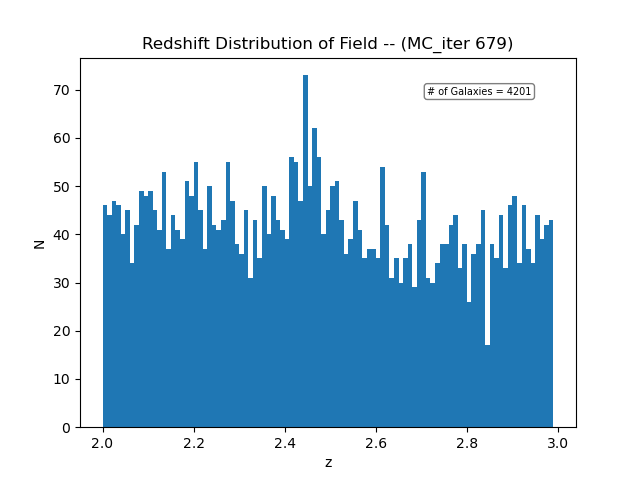 Redshift Distribution of Field -- (MC_iter 679)
# of Galaxies = 4201
70
60
50
40
30
20
10
0
N
2.0 2.2 2.4 2.6 2.8 3.0
z